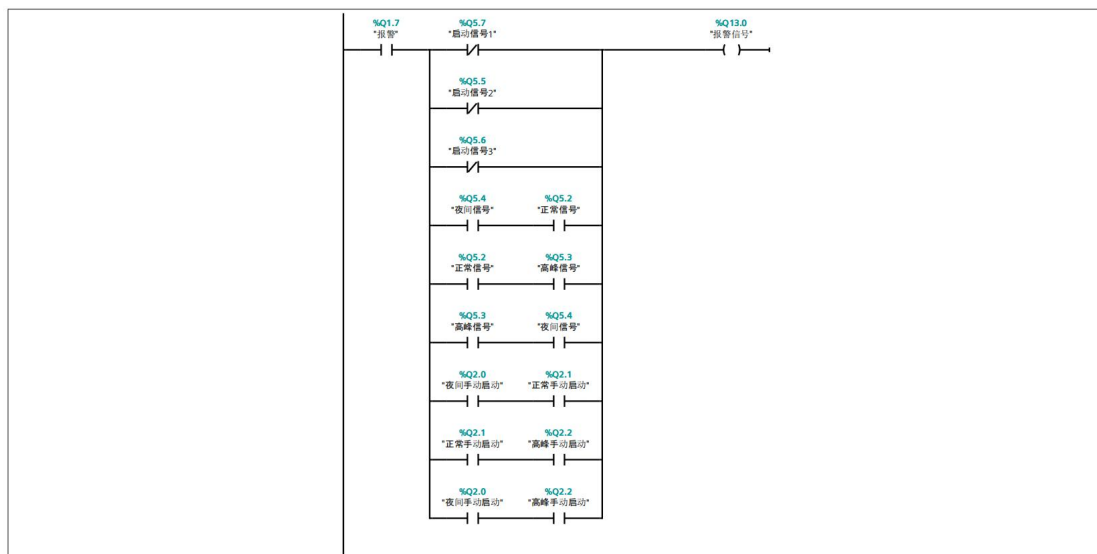 %Q1.7 %Q5.7 %Q13.0
"报警" "启动信号1" "报警信号"
%Q5.5
"启动信号2"
%Q5.6
"启动信号3"
%Q5.4 %Q5.2
"夜间信号" "正常信号"
%Q5.2 %Q5.3
"正常信号" "高峰信号"
%Q5.3 %Q5.4
"高峰信号" "夜间信号"
%Q2.0 %Q2.1
"夜间手动启动" "正常手动启动"
%Q2.1 %Q2.2
"正常手动启动" "高峰手动启动"
%Q2.0 %Q2.2
"夜间手动启动" "高峰手动启动"